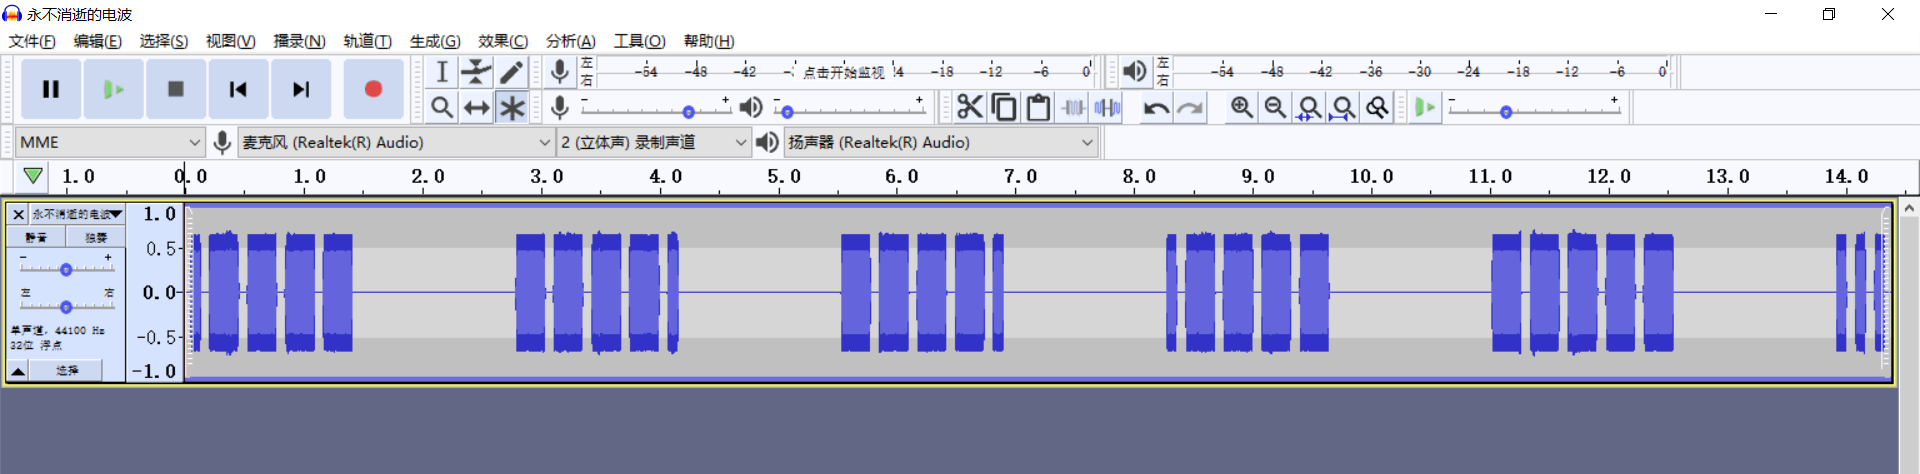 永不消逝的电波
文件(F) 编辑(E) 选择(S) 视图(V) 播录(N) 轨道(T) 生成(G) 效果(C) 分析(A) 工具(O) 帮助(H)
左 右 -54 -48 -42 -3 点击开始监视 !4 -18 -12 -6 0 左 右 -54 -48 -42 -36 -30 -24 -18 -12 -6 0
- + - + - +
MME 麦克风 (Realtek(R) Audio) 2 (立体声) 录制声道 扬声器 (Realtek(R) Audio)
1.0 0.0 1.0 2.0 3.0 4.0 5.0 6.0 7.0 8.0 9.0 10.0 11.0 12.0 13.0 14.0
永不消逝的电波 1.0
静音 独奏
- + 0.5
左 右 0.0
单声道, 44100 Hz -0.5
32位 浮点
选择 -1.0